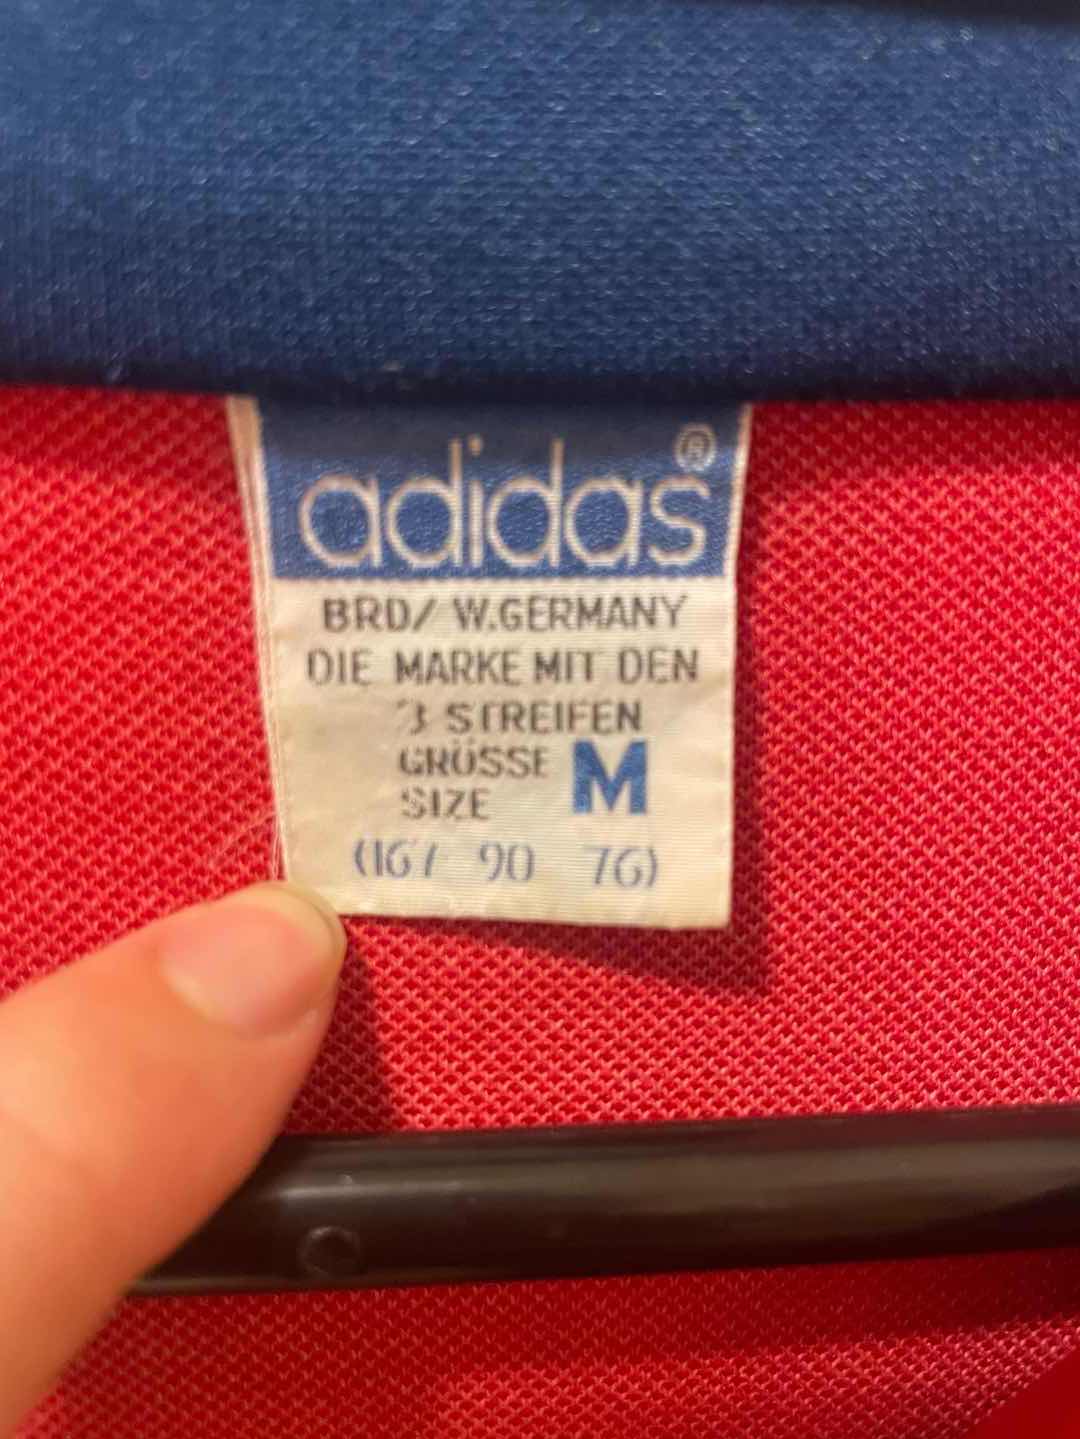 adidas®
BRD/ W.GERMANY
DIE MARKE MIT DEN
3 STREIFEN
GRÖSSE M
SIZE
(167 90 76)